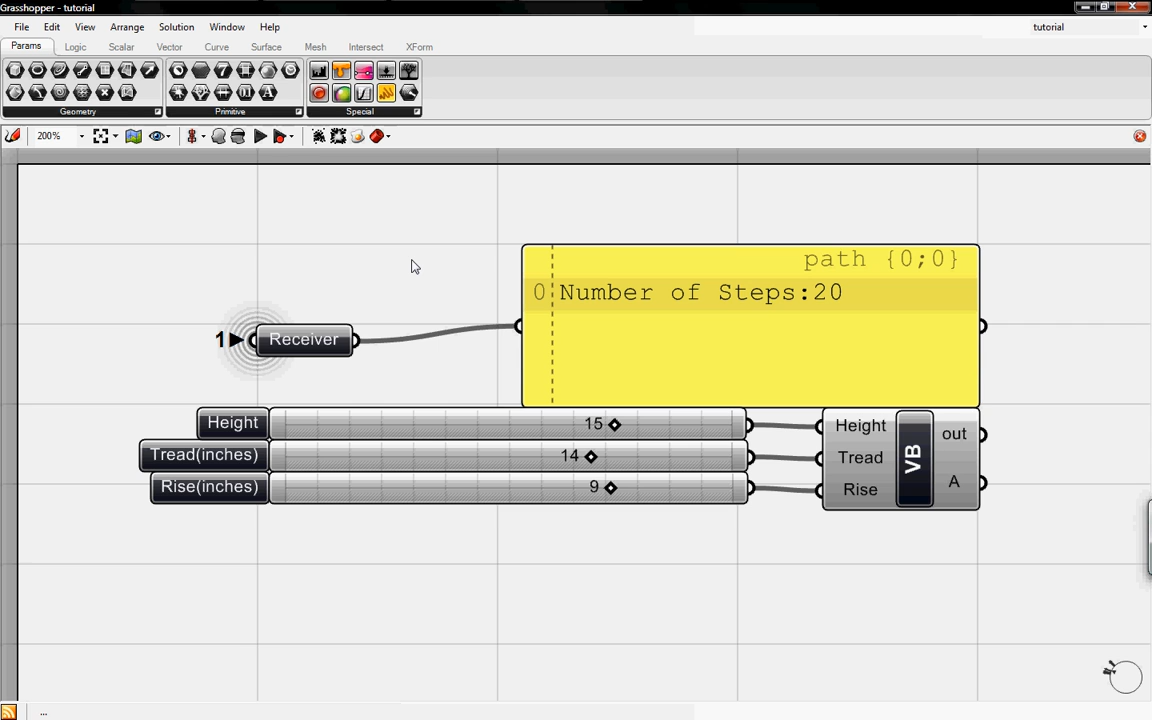 Grasshopper - tutorial
File Edit View Arrange Solution Window Help
tutorial
Params Logic Scalar Vector Curve Surface Mesh Intersect XForm
Geometry Primitive Special
200%
path {0;0}
0 Number of Steps:20
1 Receiver
Height 15
Tread(inches) 14
Rise(inches) 9
Height
Tread
Rise
VB
out
A
...